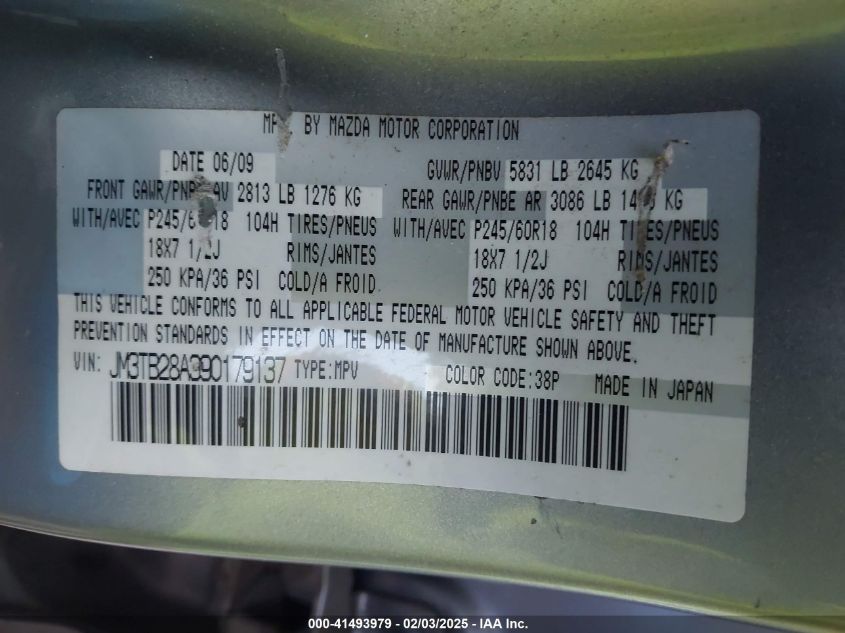 BY MAZDA MOTOR CORPORATION
DATE 06/09 GVWR/PNBV 5831 LB 2645 KG
FRONT GAWR/PNBE AV 2813 LB 1276 KG REAR GAWR/PNBE AR 3086 LB KG
WITH/AVEC P245/60R18 104H TIRES/PNEUS WITH/AVEC P245/60R18 104H TIRES/PNEUS
18X7 1/2J RIMS/JANTES 18X7 1/2J RIMS/JANTES
250 KPA/36 PSI COLD/A FROID 250 KPA/36 PSI COLD/A FROID
THIS VEHICLE CONFORMS TO ALL APPLICABLE FEDERAL MOTOR VEHICLE SAFETY AND THEFT
PREVENTION STANDARDS IN EFFECT ON THE DATE OF MANUFACTURE SHOWN ABOVE.
VIN: JM3TB28A390179137 TYPE:MPV COLOR CODE:38P MADE IN JAPAN
000-41493979 - 02/03/2025 - IAA Inc.